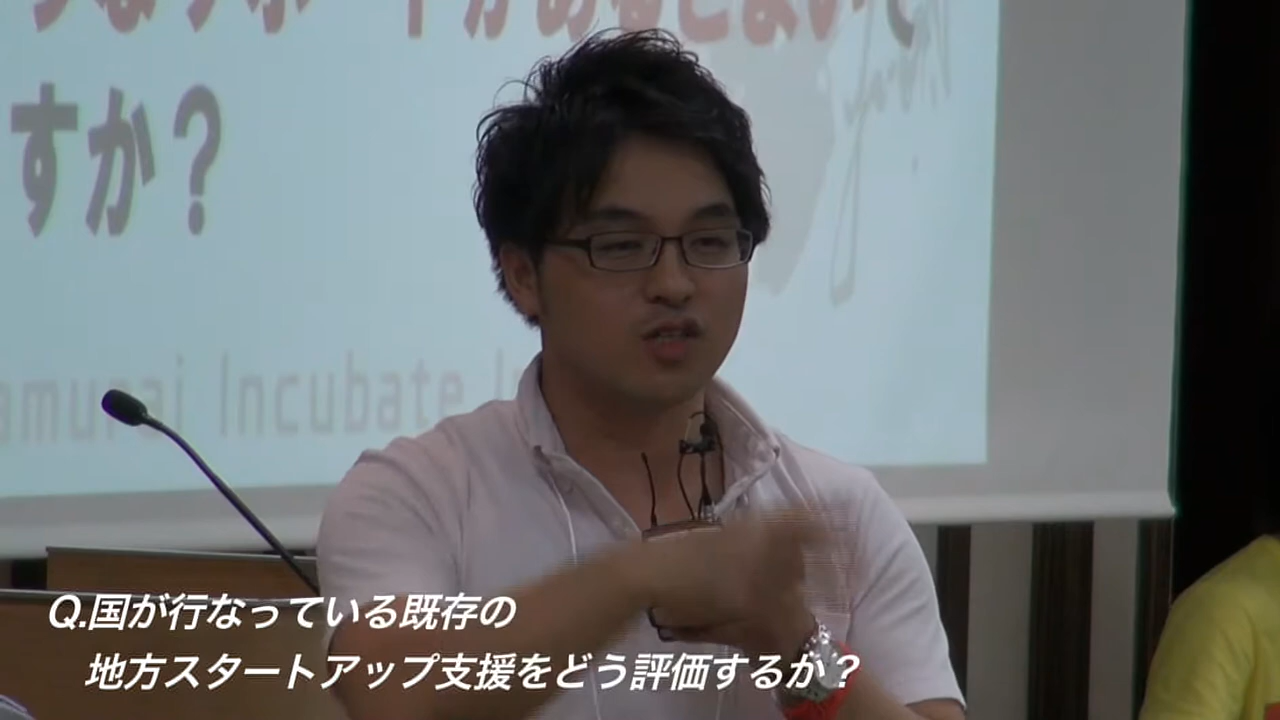 すか？
amurai Incubate
Q.国が行なっている既存の
地方スタートアップ支援をどう評価するか？